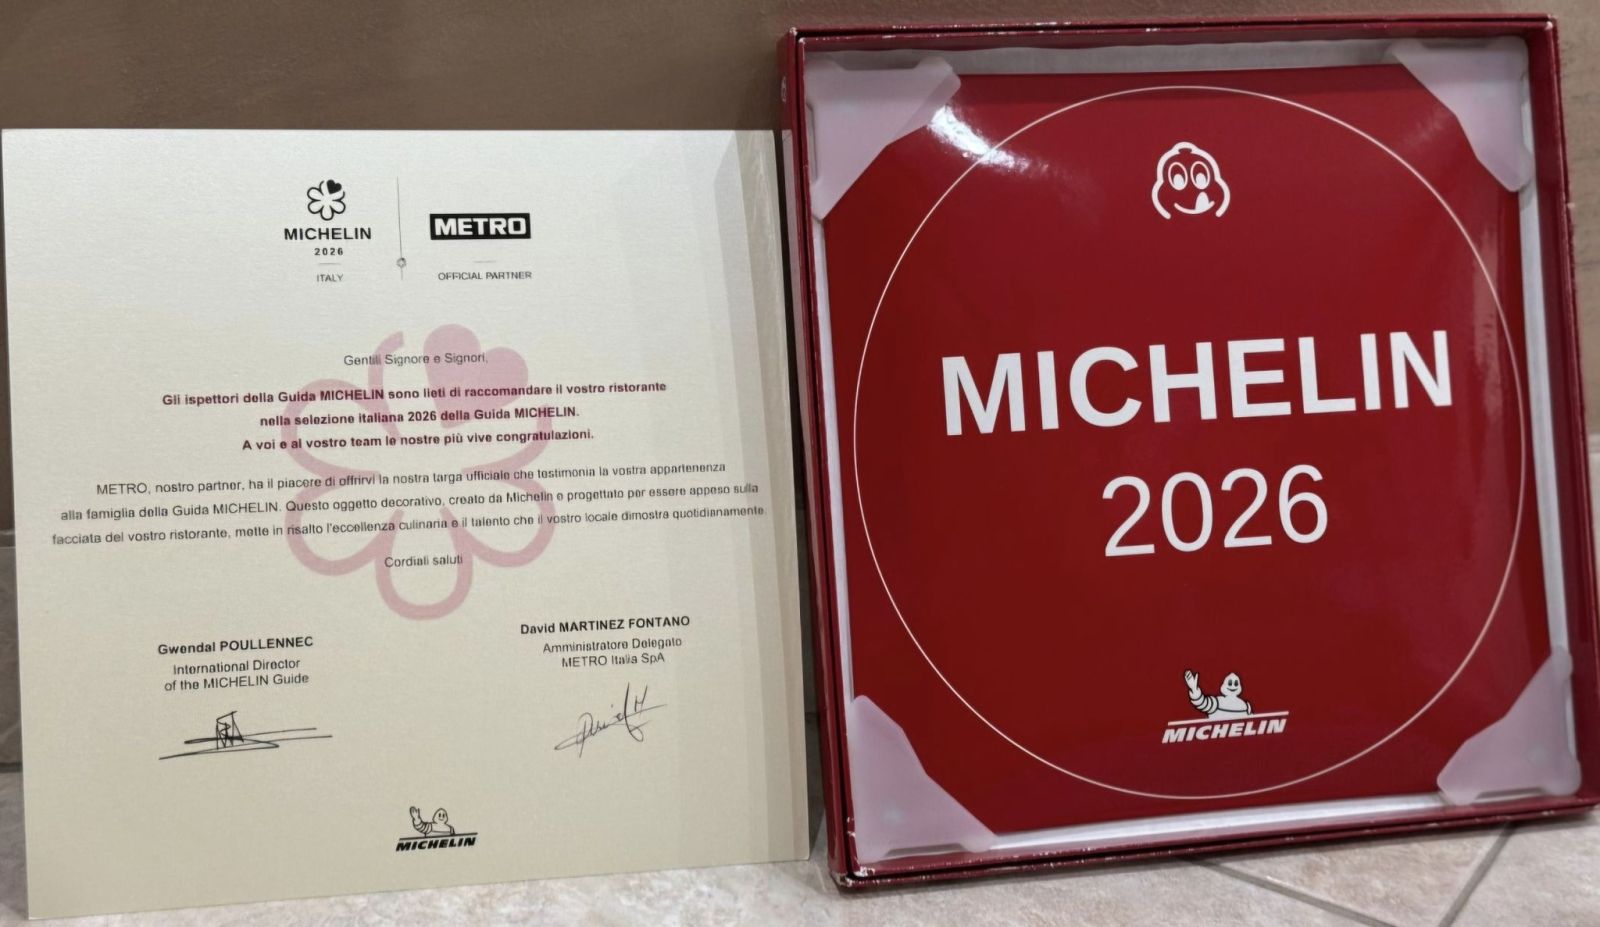 MICHELIN
2026
ITALY
METRO
OFFICIAL PARTNER
Gentili Signore e Signori,
Gli ispettori della Guida MICHELIN sono lieti di raccomandare il vostro ristorante
nella selezione italiana 2026 della Guida MICHELIN.
A voi e al vostro team le nostre più vive congratulazioni.
METRO, nostro partner, ha il piacere di offrirvi la nostra targa ufficiale che testimonia la vostra appartenenza
alla famiglia della Guida MICHELIN. Questo oggetto decorativo, creato da Michelin e progettato per essere appeso sulla
facciata del vostro ristorante, mette in risalto l'eccellenza culinaria e il talento che il vostro locale dimostra quotidianamente.
Cordiali saluti
Gwendal POULLENNEC
International Director
of the MICHELIN Guide
David MARTINEZ FONTANO
Amministratore Delegato
METRO Italia SpA
MICHELIN
MICHELIN
2026
MICHELIN